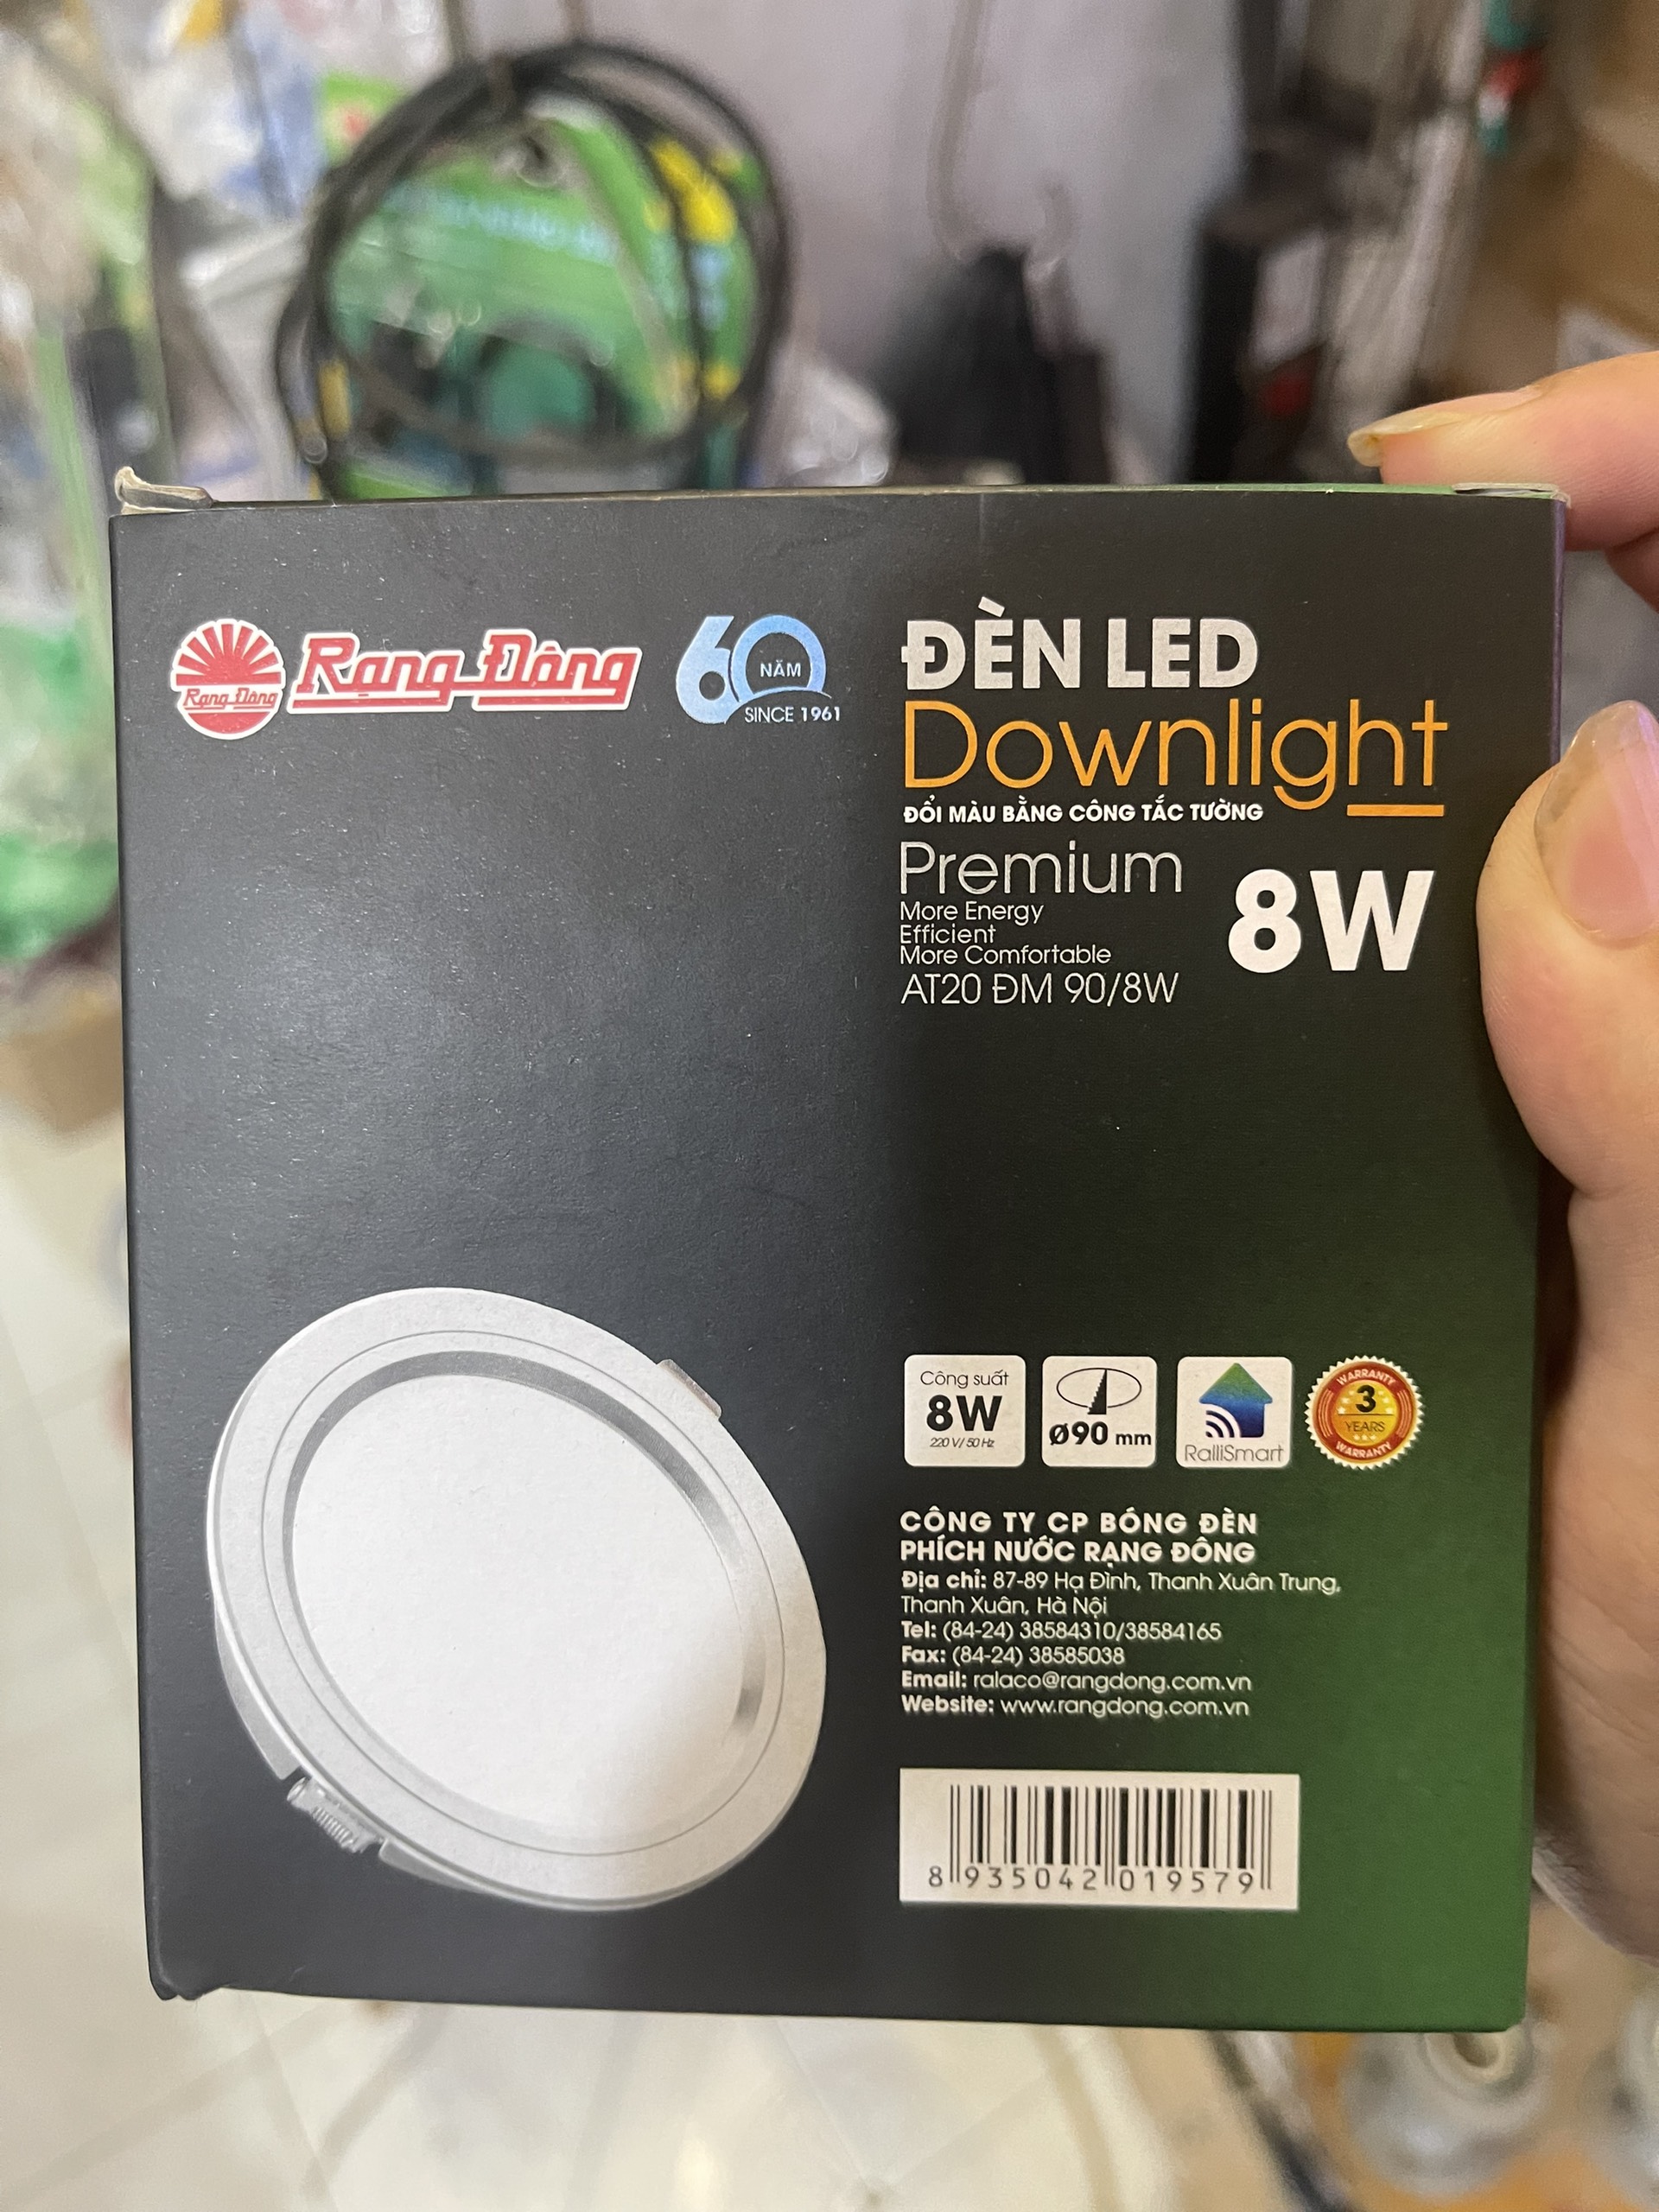 Rạng Đông
Rạng Đông
60 NĂM
SINCE 1961
ĐÈN LED
Downlight
ĐỔI MÀU BẰNG CÔNG TẮC TƯỜNG
Premium
More Energy
Efficient
More Comfortable
AT20 ĐM 90/8W
8W
Công suất
8W
220 V/ 50 Hz
Ø90 mm
RalliSmart
WARRANTY
3
YEARS
WARRANTY
CÔNG TY CP BÓNG ĐÈN
PHÍCH NƯỚC RẠNG ĐÔNG
Địa chỉ: 87-89 Hạ Đình, Thanh Xuân Trung,
Thanh Xuân, Hà Nội
Tel: (84-24) 38584310/38584165
Fax: (84-24) 38585038
Email: ralaco@rangdong.com.vn
Website: www.rangdong.com.vn
8 935042 019579